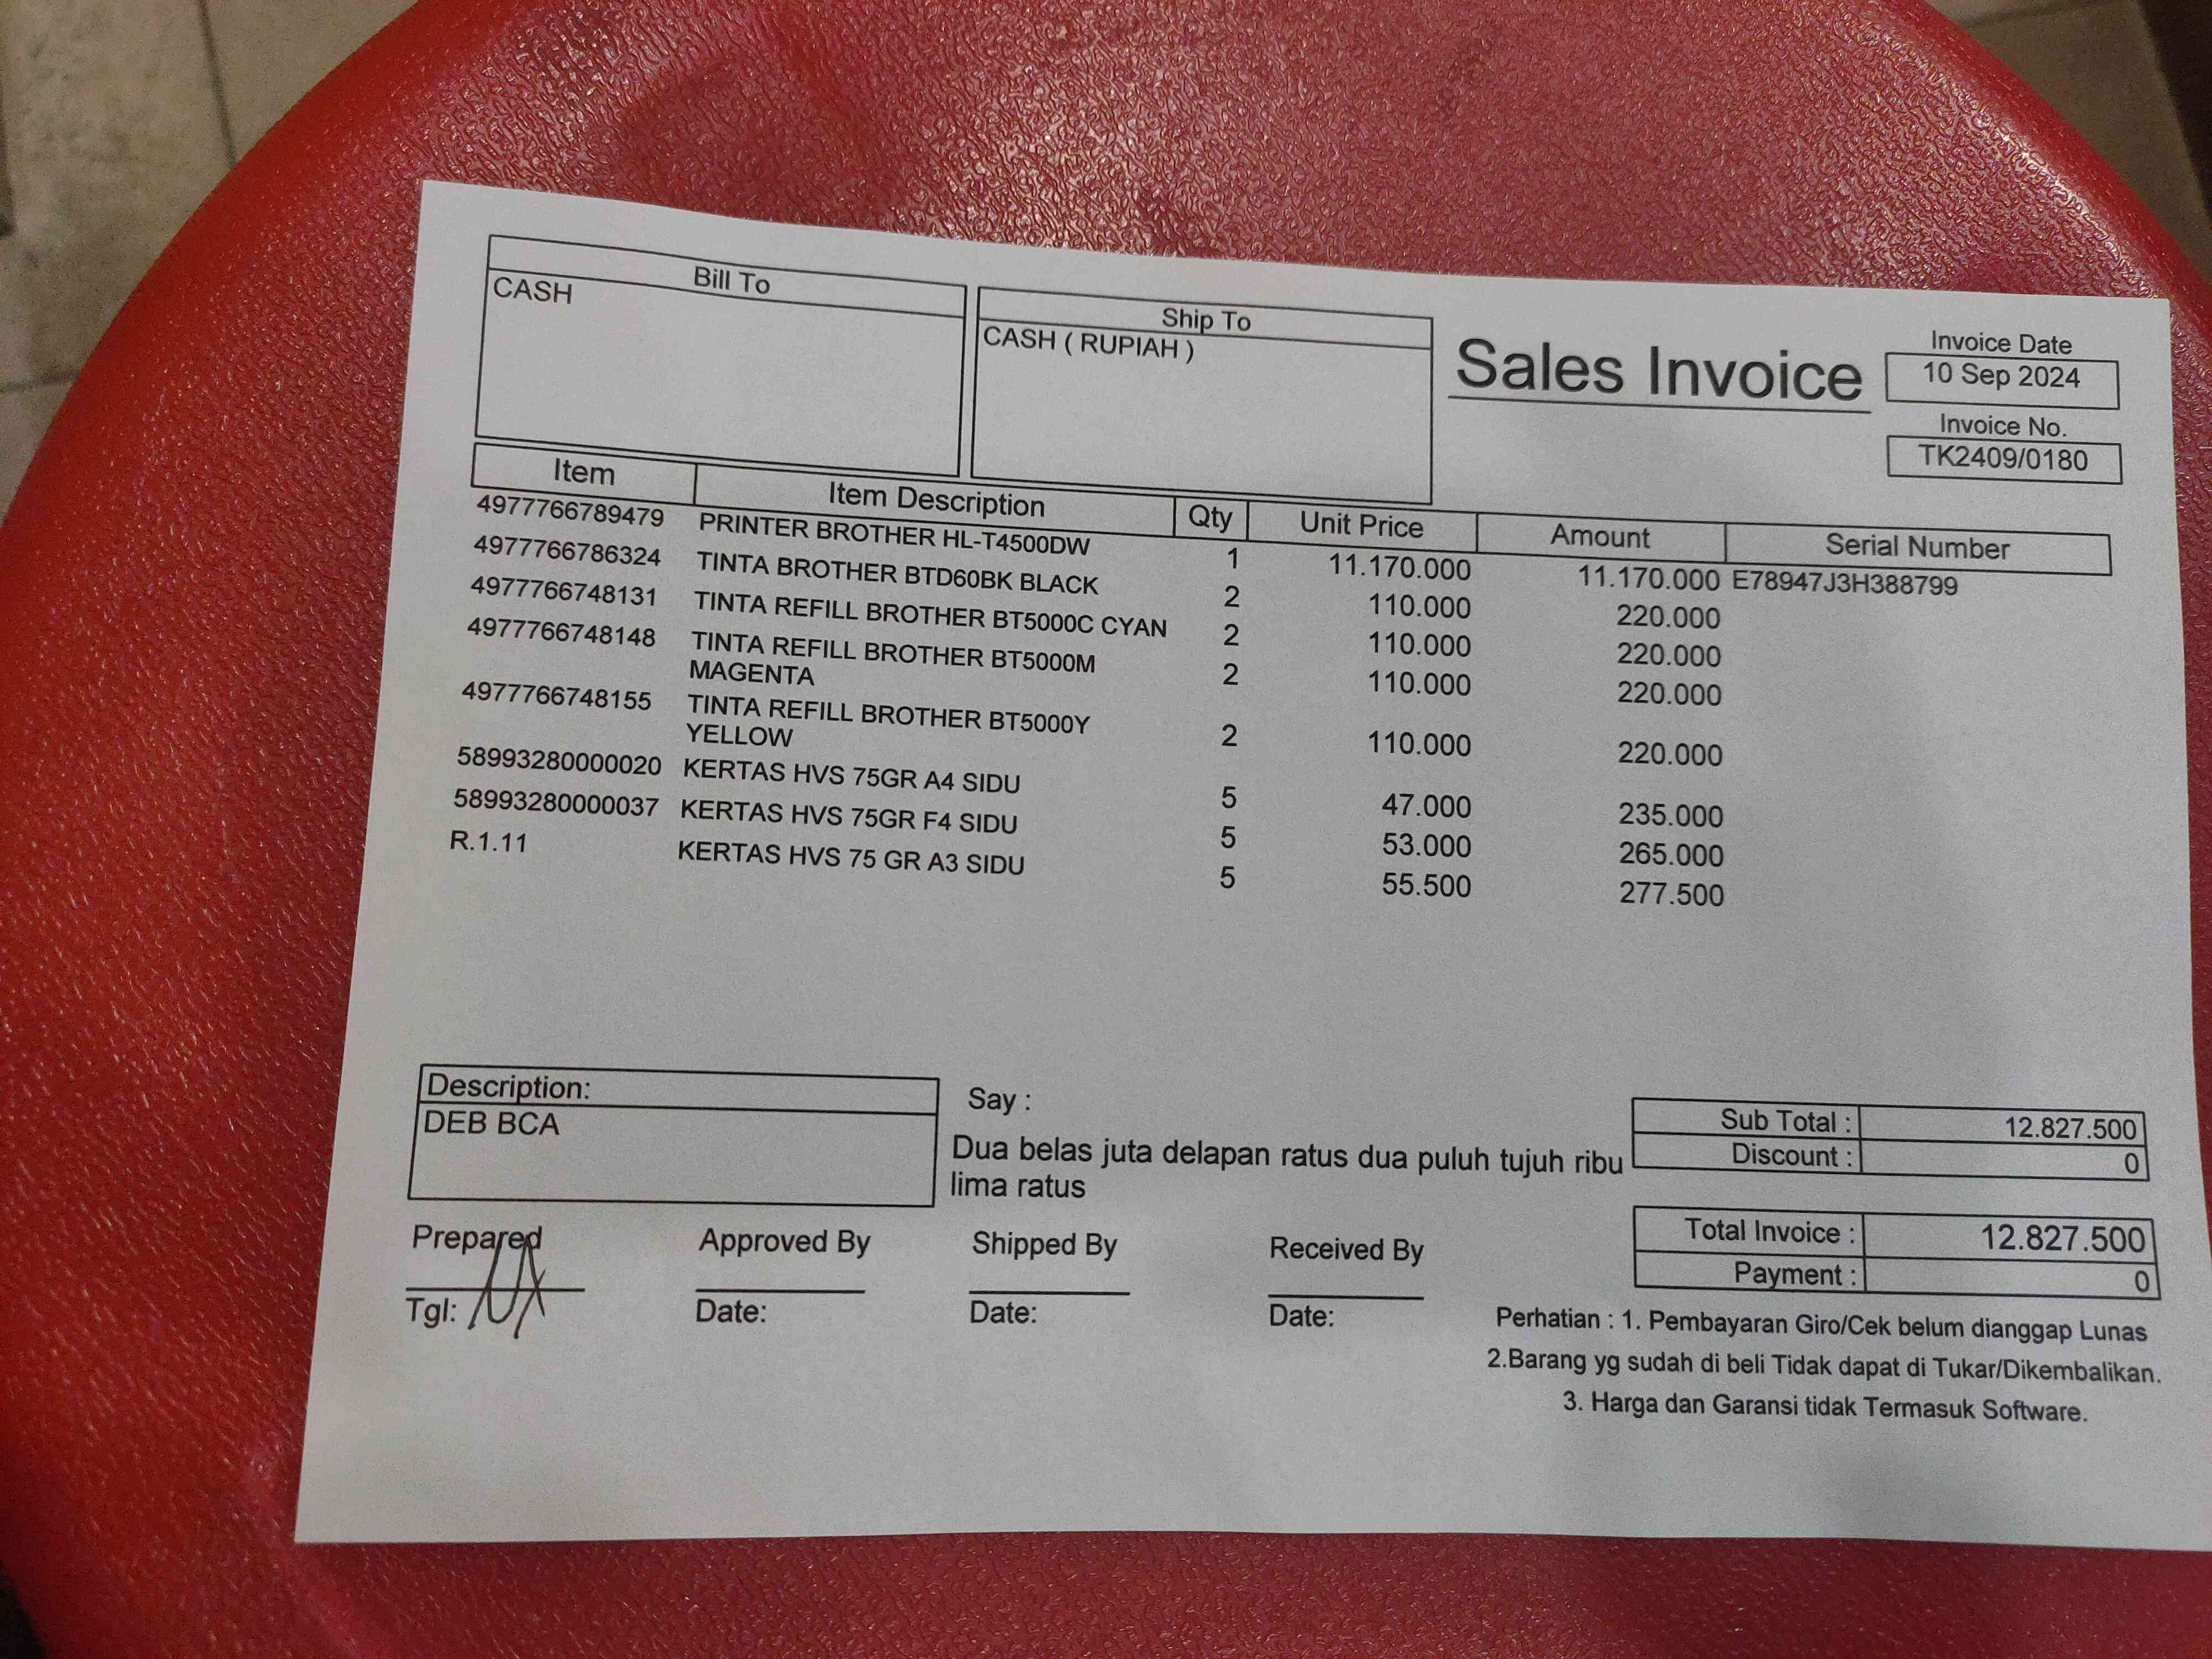 Bill To
CASH
Ship To
CASH ( RUPIAH )
Sales Invoice
Invoice Date
10 Sep 2024
Invoice No.
TK2409/0180
Item Item Description Qty Unit Price Amount Serial Number
4977766789479 PRINTER BROTHER HL-T4500DW 1 11.170.000 11.170.000 E78947J3H388799
4977766786324 TINTA BROTHER BTD60BK BLACK 2 110.000 220.000
4977766748131 TINTA REFILL BROTHER BT5000C CYAN 2 110.000 220.000
4977766748148 TINTA REFILL BROTHER BT5000M 2 110.000 220.000
MAGENTA
4977766748155 TINTA REFILL BROTHER BT5000Y 2 110.000 220.000
YELLOW
58993280000020 KERTAS HVS 75GR A4 SIDU 5 47.000 235.000
58993280000037 KERTAS HVS 75GR F4 SIDU 5 53.000 265.000
R.1.11 KERTAS HVS 75 GR A3 SIDU 5 55.500 277.500
Description:
DEB BCA
Say :
Dua belas juta delapan ratus dua puluh tujuh ribu
lima ratus
Sub Total : 12.827.500
Discount : 0
Total Invoice : 12.827.500
Payment : 0
Prepared Approved By Shipped By Received By
Tgl: Date: Date: Date:
Perhatian : 1. Pembayaran Giro/Cek belum dianggap Lunas
2.Barang yg sudah di beli Tidak dapat di Tukar/Dikembalikan.
3. Harga dan Garansi tidak Termasuk Software.